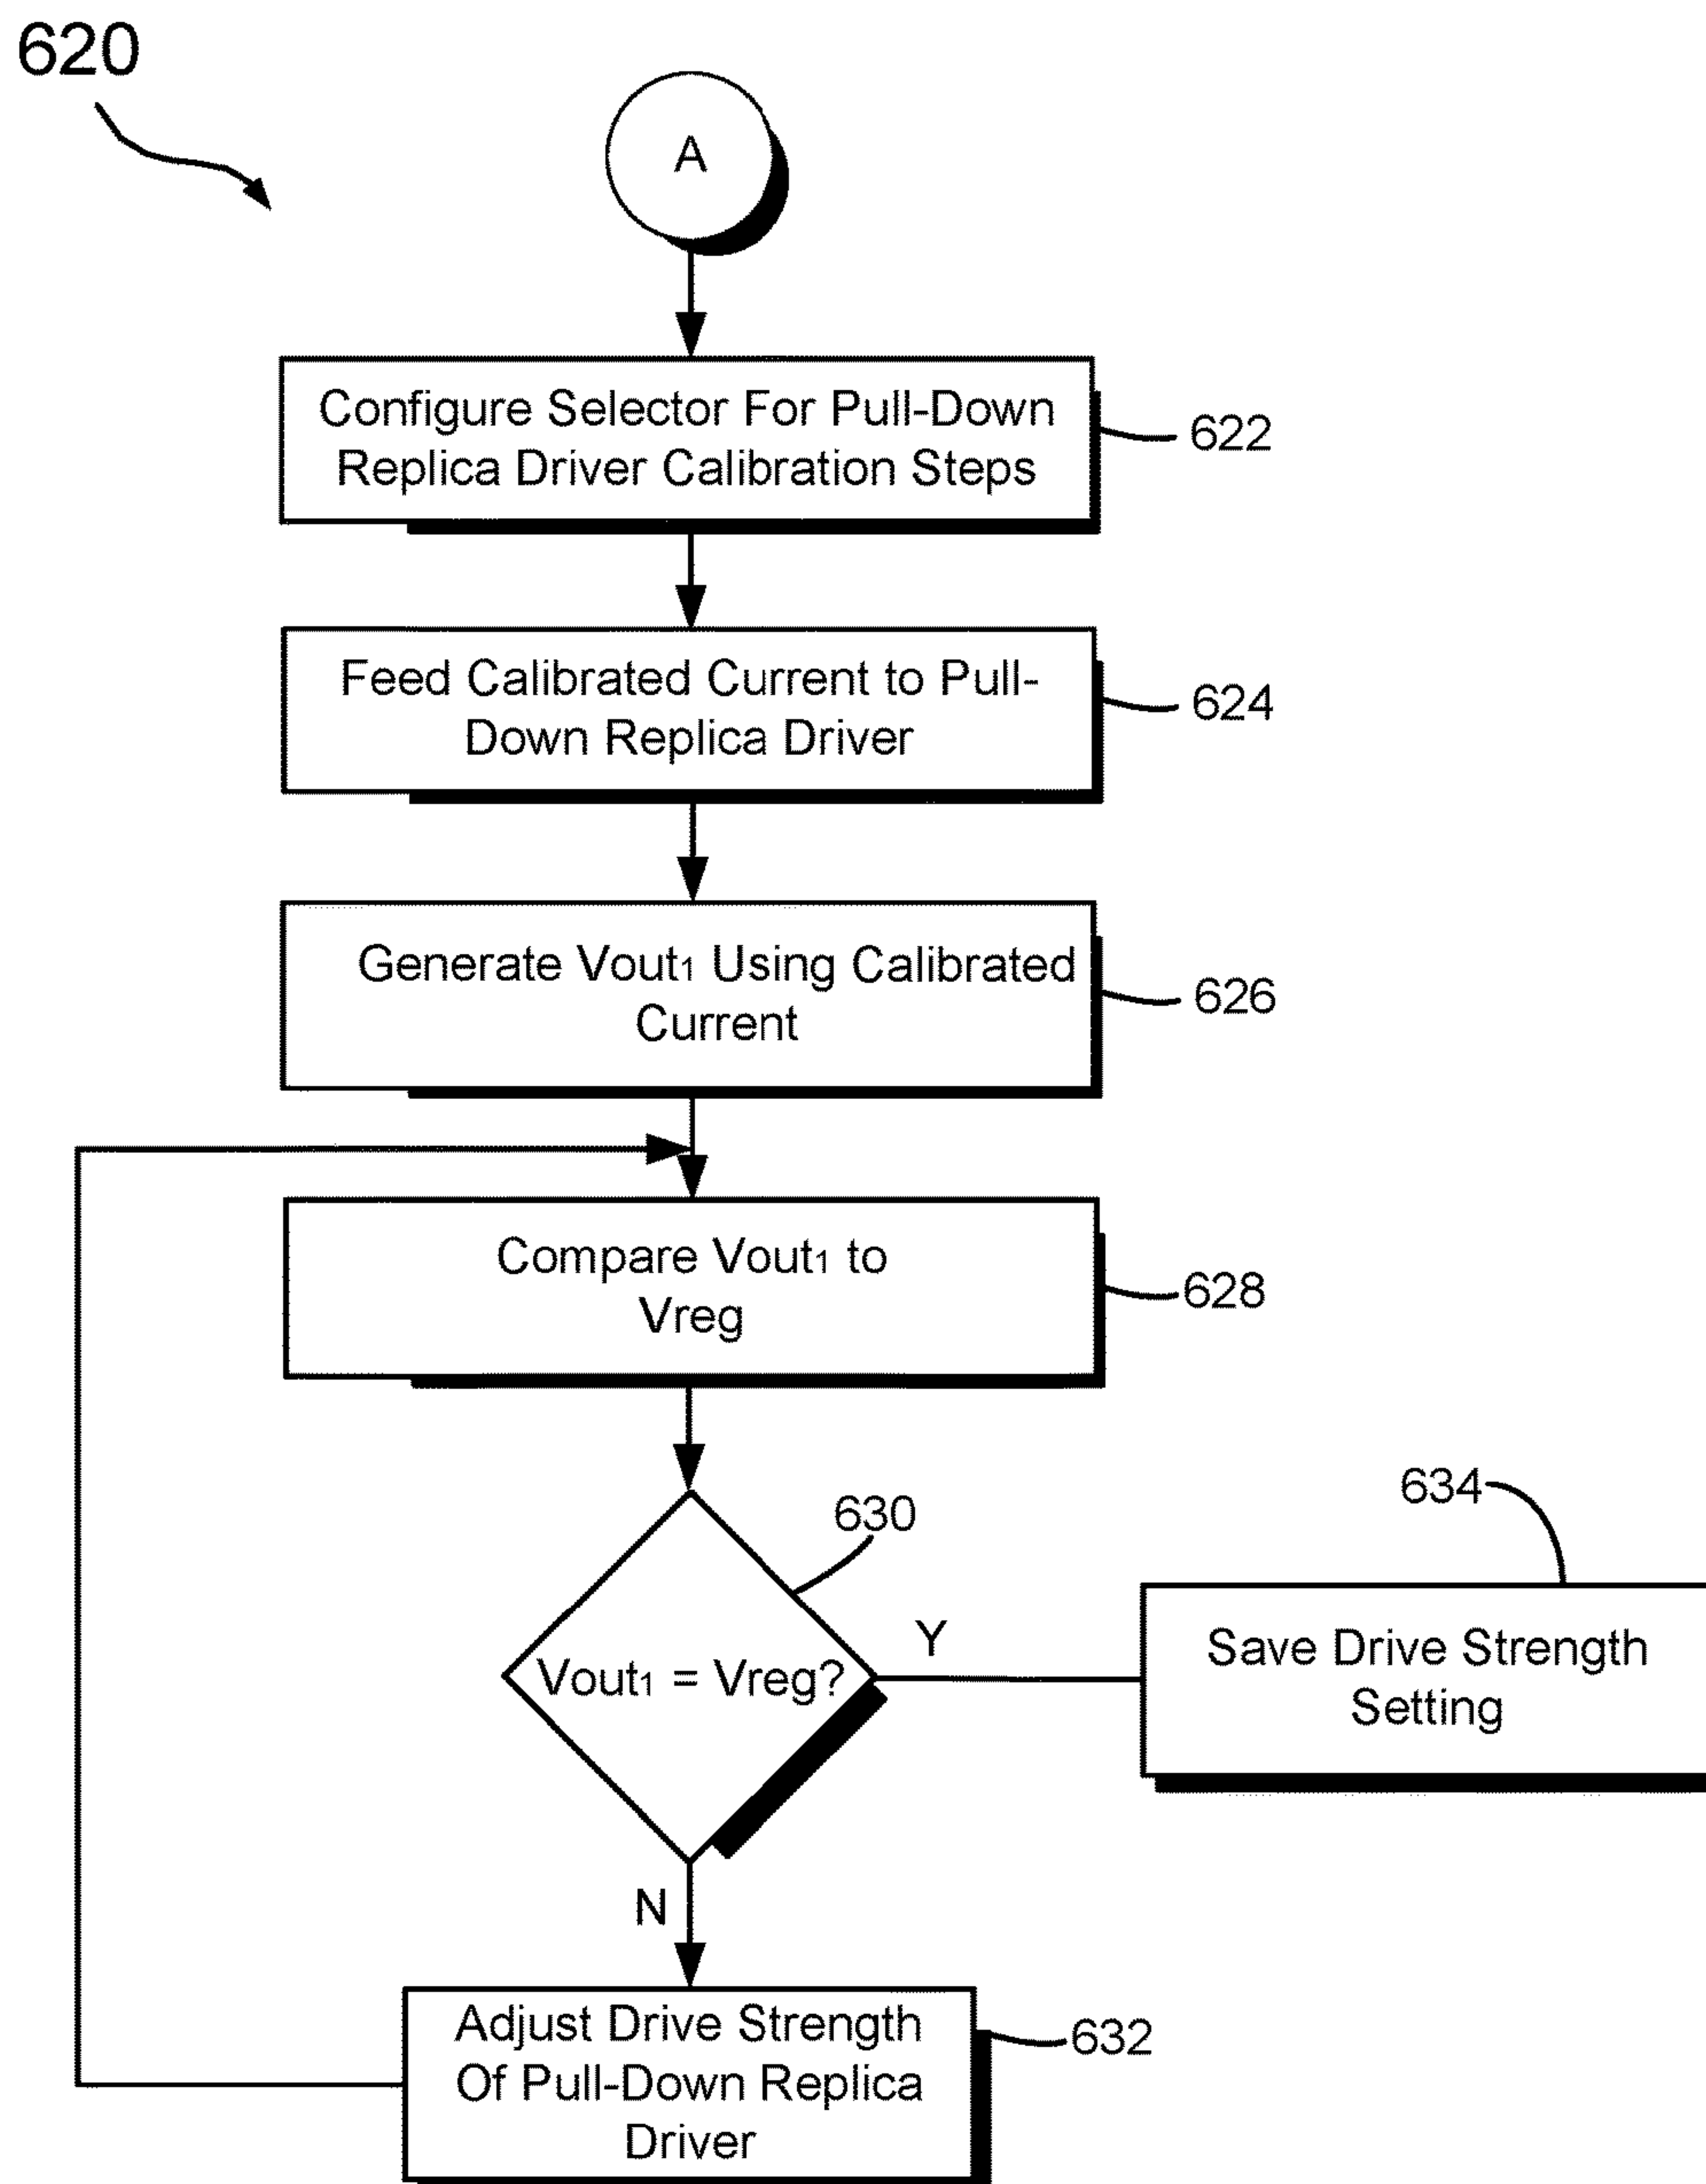 620
A
Configure Selector For Pull-Down
Replica Driver Calibration Steps
622
Feed Calibrated Current to Pull-
Down Replica Driver
624
Generate Vout₁ Using Calibrated
Current
626
Compare Vout₁ to
Vreg
628
630
Vout₁ = Vreg?
Y
634
Save Drive Strength
Setting
N
Adjust Drive Strength
Of Pull-Down Replica
Driver
632